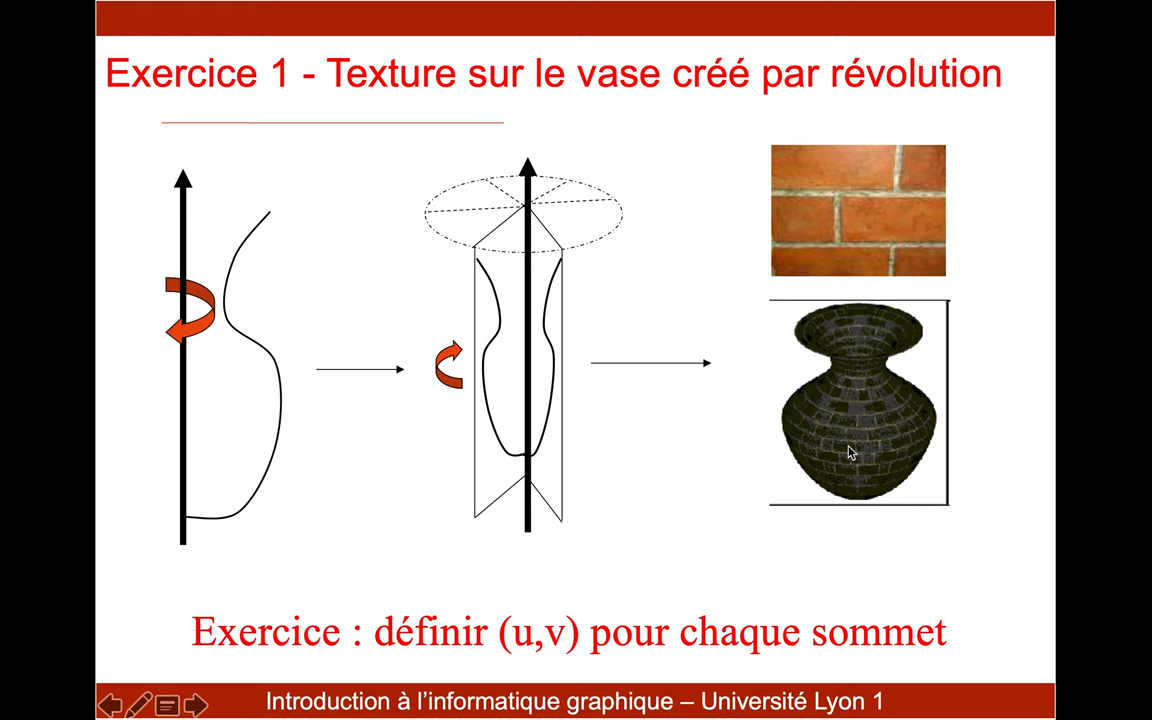 Exercice 1 - Texture sur le vase créé par révolution
Exercice : définir (u,v) pour chaque sommet
Introduction à l’informatique graphique – Université Lyon 1